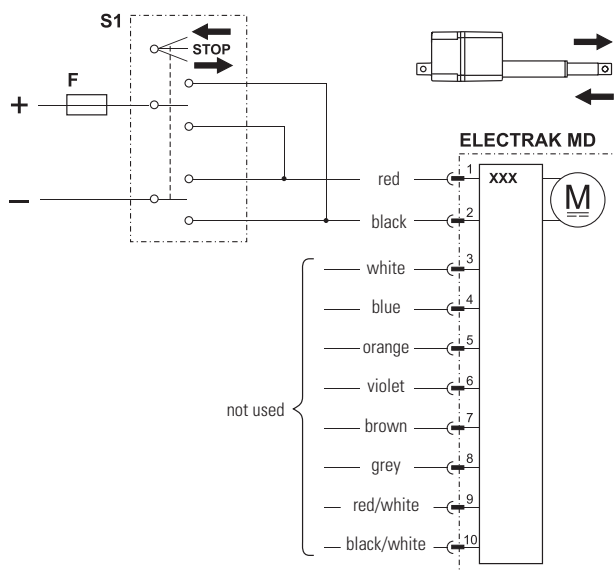 S1
STOP
F
+
–
ELECTRAK MD
red
1
XXX
M
black
2
white
3
blue
4
orange
5
violet
6
not used
brown
7
grey
8
red/white
9
black/white
10